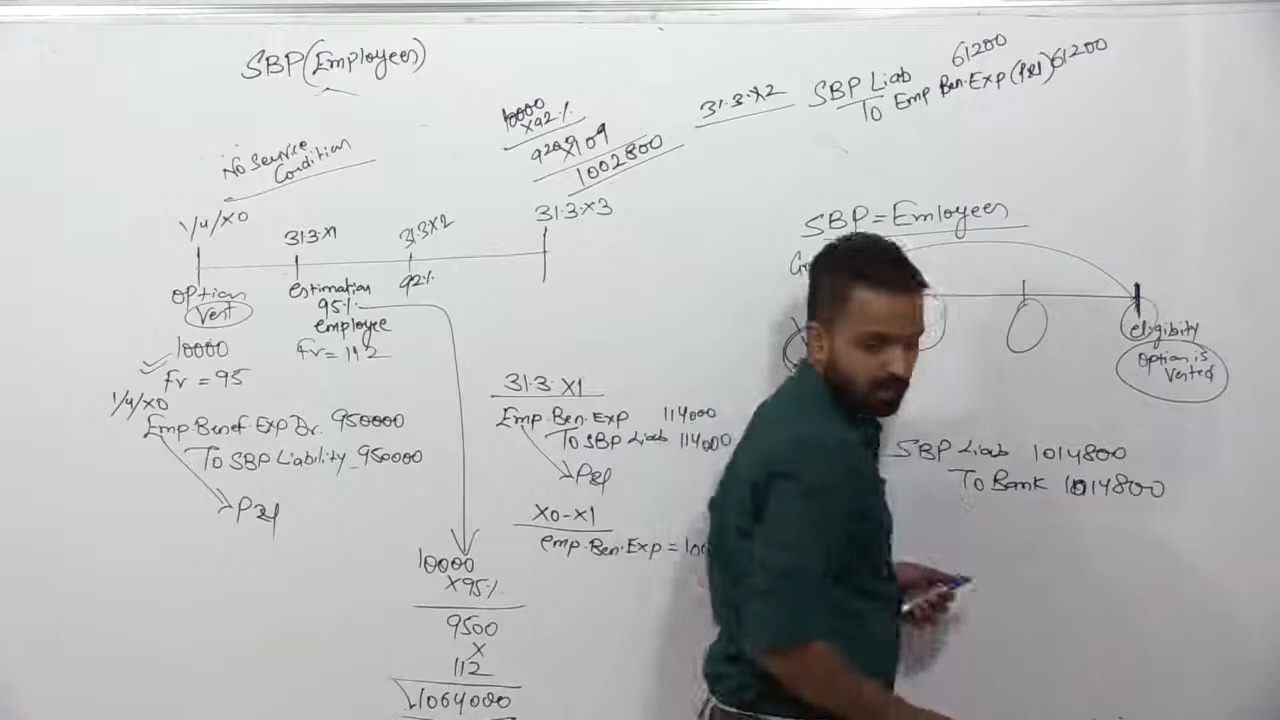 SBP (Employees)
No Service
Condition
1/4/X0
31.3.X1
31.3.X2
31.3.X3
option
vest
10000
Fv = 95
estimation
95%
employee
Fv = 112
92%
10000
X92%
9200X109
1002800
31.3.X2
SBP Liab 61200
To Emp Ben.Exp (P&l) 61200
1/4/X0
Emp. Benef. Exp Dr. 950000
To SBP Liability 950000
P&l
10000
X95%
9500
X
112
1064000
31.3.X1
Emp.Ben.Exp 114000
To SBP Liab 114000
P&l
X0-X1
emp.Ben.Exp = 
SBP = Emloyees
eligibity
option is
vested
SBP Liab 1014800
To Bank 1014800